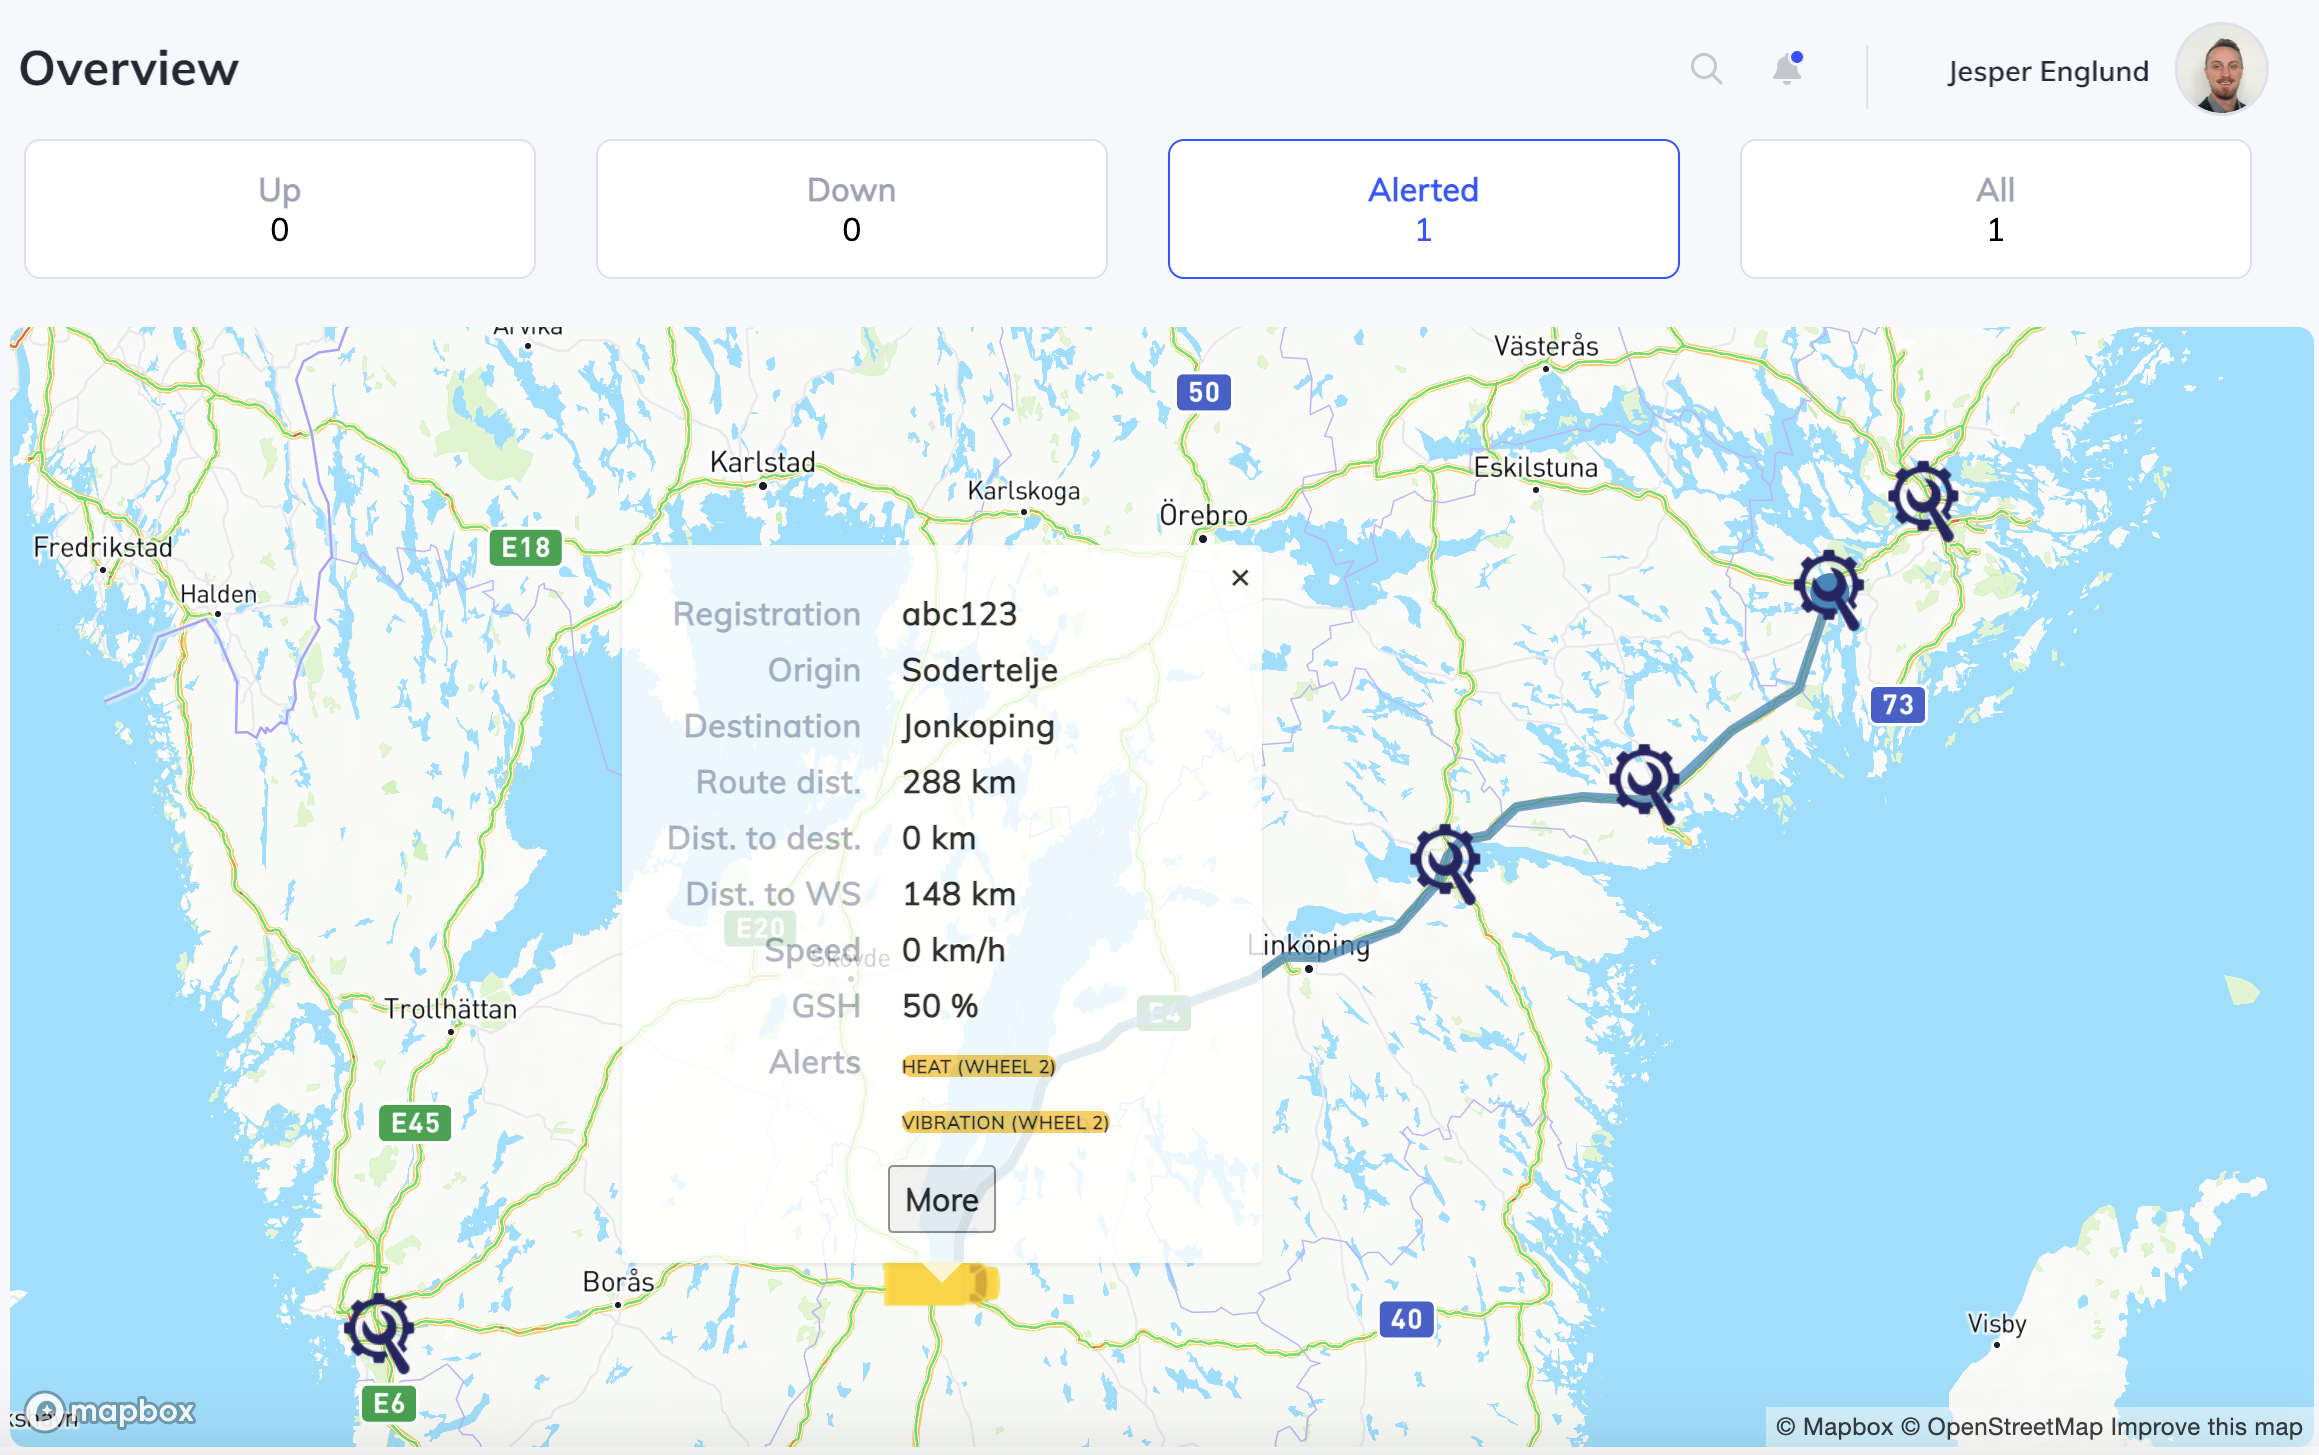 Overview
Jesper Englund
Up
0
Down
0
Alerted
1
All
1
Arvika
Västerås
50
Karlstad
Eskilstuna
Karlskoga
Örebro
Fredrikstad
E18
Halden
×
Registration abc123
Origin Sodertelje
73
Destination Jonkoping
Route dist. 288 km
Dist. to dest. 0 km
Dist. to WS 148 km
E20
Linköping
Speed 0 km/h
Skövde
GSH 50 %
Trollhättan
E4
Alerts HEAT (WHEEL 2)
VIBRATION (WHEEL 2)
E45
More
Borås
40
Visby
E6
mapbox
© Mapbox © OpenStreetMap Improve this map